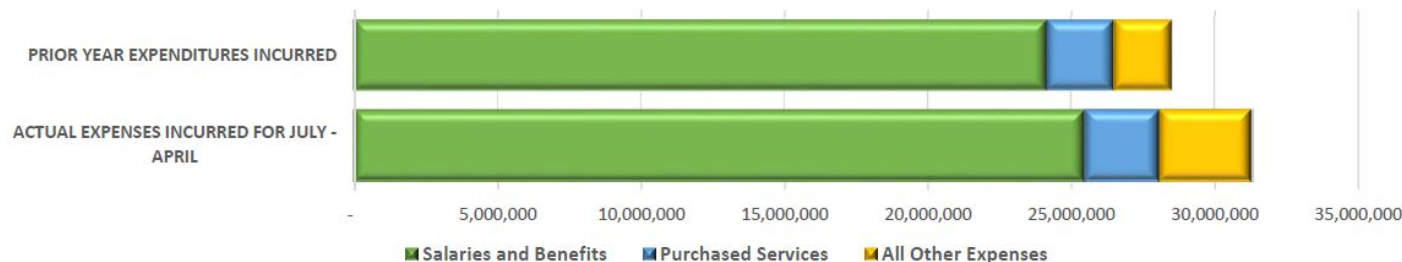 PRIOR YEAR EXPENDITURES INCURRED
ACTUAL EXPENSES INCURRED FOR JULY -
APRIL
- 5,000,000 10,000,000 15,000,000 20,000,000 25,000,000 30,000,000 35,000,000
Salaries and Benefits Purchased Services All Other Expenses